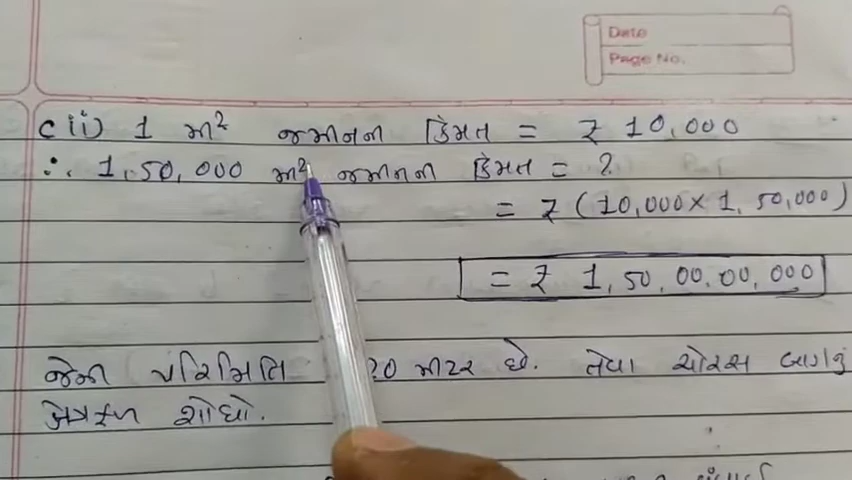 Date
Page No.
(ii) 1 મી² જમીનની કિંમત = ₹ 10,000
∴ 1,50,000 મી² જમીનની કિંમત = ?
= ₹ (10,000 × 1,50,000)
= ₹ 1,50,00,00,000
જેની પરિમિતિ 20 મીટર છે. તેવા ચોરસ બાગનું
ક્ષેત્રફળ શોધો.